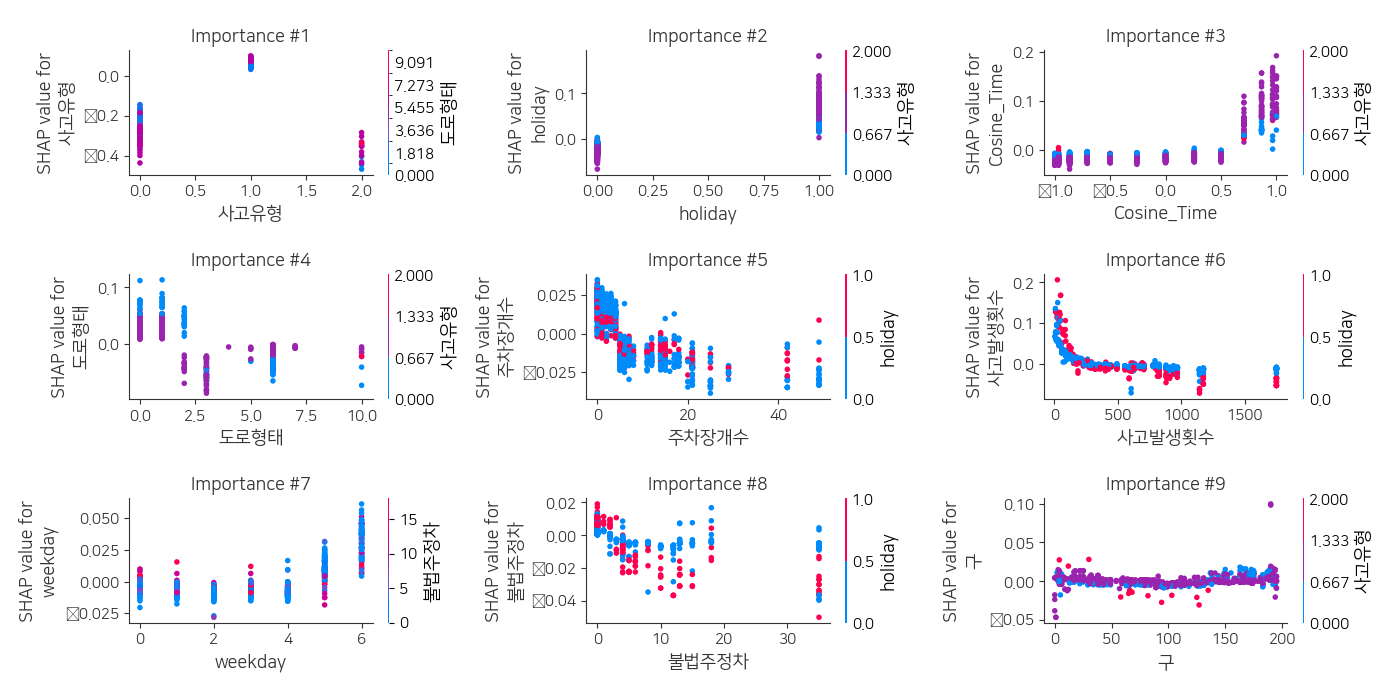 Importance #1
SHAP value for
사고유형
0.0
0.2
0.4
0.0
0.5
1.0
1.5
2.0
사고유형
9.091
7.273
5.455
3.636
1.818
0.000
도로형태
Importance #2
SHAP value for
holiday
0.1
0.0
0.00
0.25
0.50
0.75
1.00
holiday
2.000
1.333
0.667
0.000
사고유형
Importance #3
SHAP value for
Cosine_Time
0.2
0.1
0.0
1.0
0.5
0.0
0.5
1.0
Cosine_Time
2.000
1.333
0.667
0.000
사고유형
Importance #4
SHAP value for
도로형태
0.1
0.0
0.0
2.5
5.0
7.5
10.0
도로형태
2.000
1.333
0.667
0.000
사고유형
Importance #5
SHAP value for
주차장개수
0.025
0.000
0.025
0
20
40
주차장개수
1.0
0.5
0.0
holiday
Importance #6
SHAP value for
사고발생횟수
0.2
0.1
0.0
0
500
1000
1500
사고발생횟수
1.0
0.5
0.0
holiday
Importance #7
SHAP value for
weekday
0.050
0.025
0.000
0.025
0
2
4
6
weekday
15
10
5
0
불법주정차
Importance #8
SHAP value for
불법주정차
0.02
0.00
0.02
0.04
0
10
20
30
불법주정차
1.0
0.5
0.0
holiday
Importance #9
SHAP value for
구
0.10
0.05
0.00
0.05
0
50
100
150
200
구
2.000
1.333
0.667
0.000
사고유형